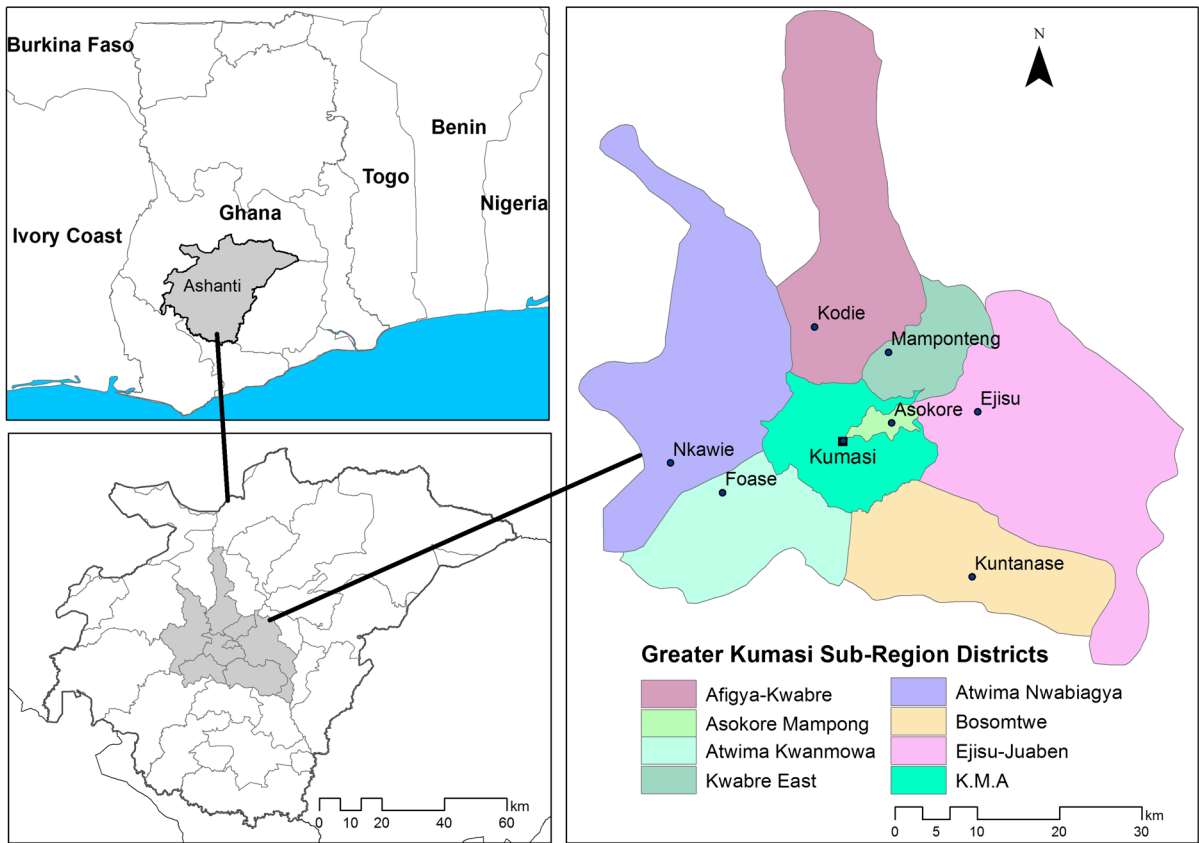 Burkina Faso
Benin
Togo
Nigeria
Ghana
Ivory Coast
Ashanti
km
0 10 20 40 60
N
Kodie
Mamponteng
Ejisu
Asokore
Kumasi
Nkawie
Foase
Kuntanase
Greater Kumasi Sub-Region Districts
Afigya-Kwabre
Asokore Mampong
Atwima Kwanmowa
Kwabre East
Atwima Nwabiagya
Bosomtwe
Ejisu-Juaben
K.M.A
km
0 5 10 20 30